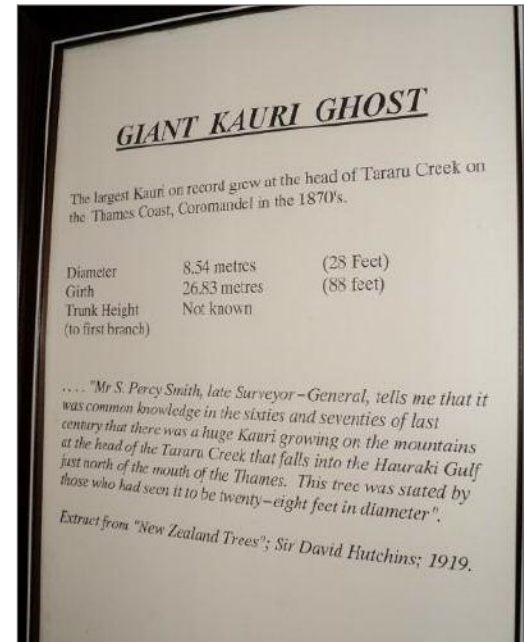 GIANT KAURI GHOST
The largest Kauri on record grew at the head of Tararu Creek on
the Thames Coast, Coromandel in the 1870's.
Diameter 8.54 metres (28 Feet)
Girth 26.83 metres (88 feet)
Trunk Height Not known
(to first branch)
.... "Mr S. Percy Smith, late Surveyor-General, tells me that it
was common knowledge in the sixties and seventies of last
century that there was a huge Kauri growing on the mountains
at the head of the Tararu Creek that falls into the Hauraki Gulf
just north of the mouth of the Thames. This tree was stated by
those who had seen it to be twenty-eight feet in diameter".
Extract from "New Zealand Trees"; Sir David Hutchins; 1919.